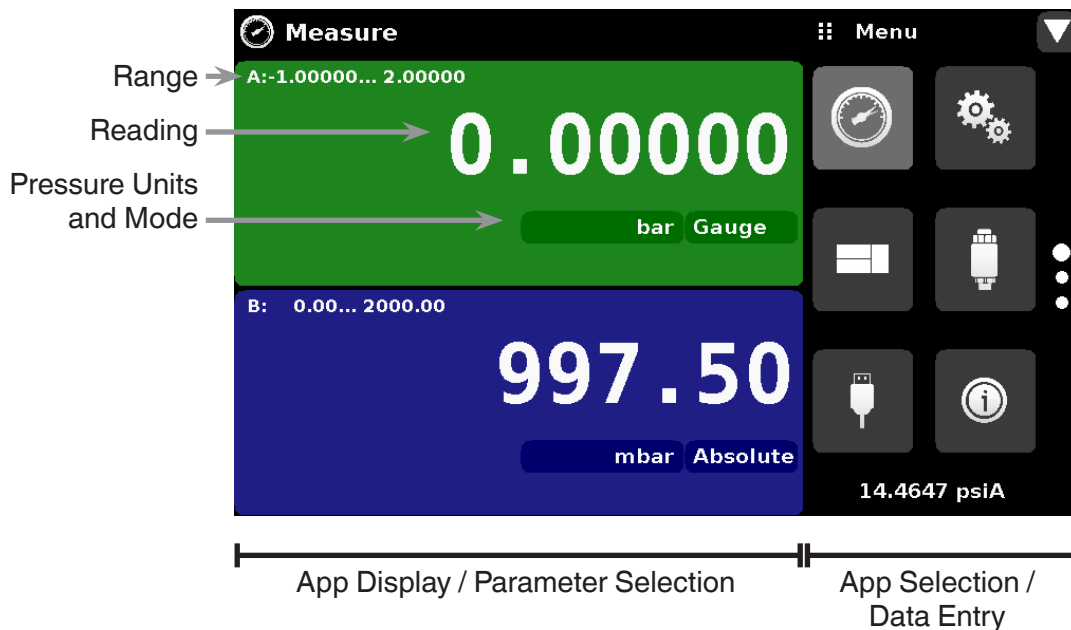 Measure
Menu
Range
A:-1.00000... 2.00000
Reading
0.00000
Pressure Units
and Mode
bar Gauge
B: 0.00... 2000.00
997.50
mbar Absolute
14.4647 psiA
App Display / Parameter Selection
App Selection /
Data Entry